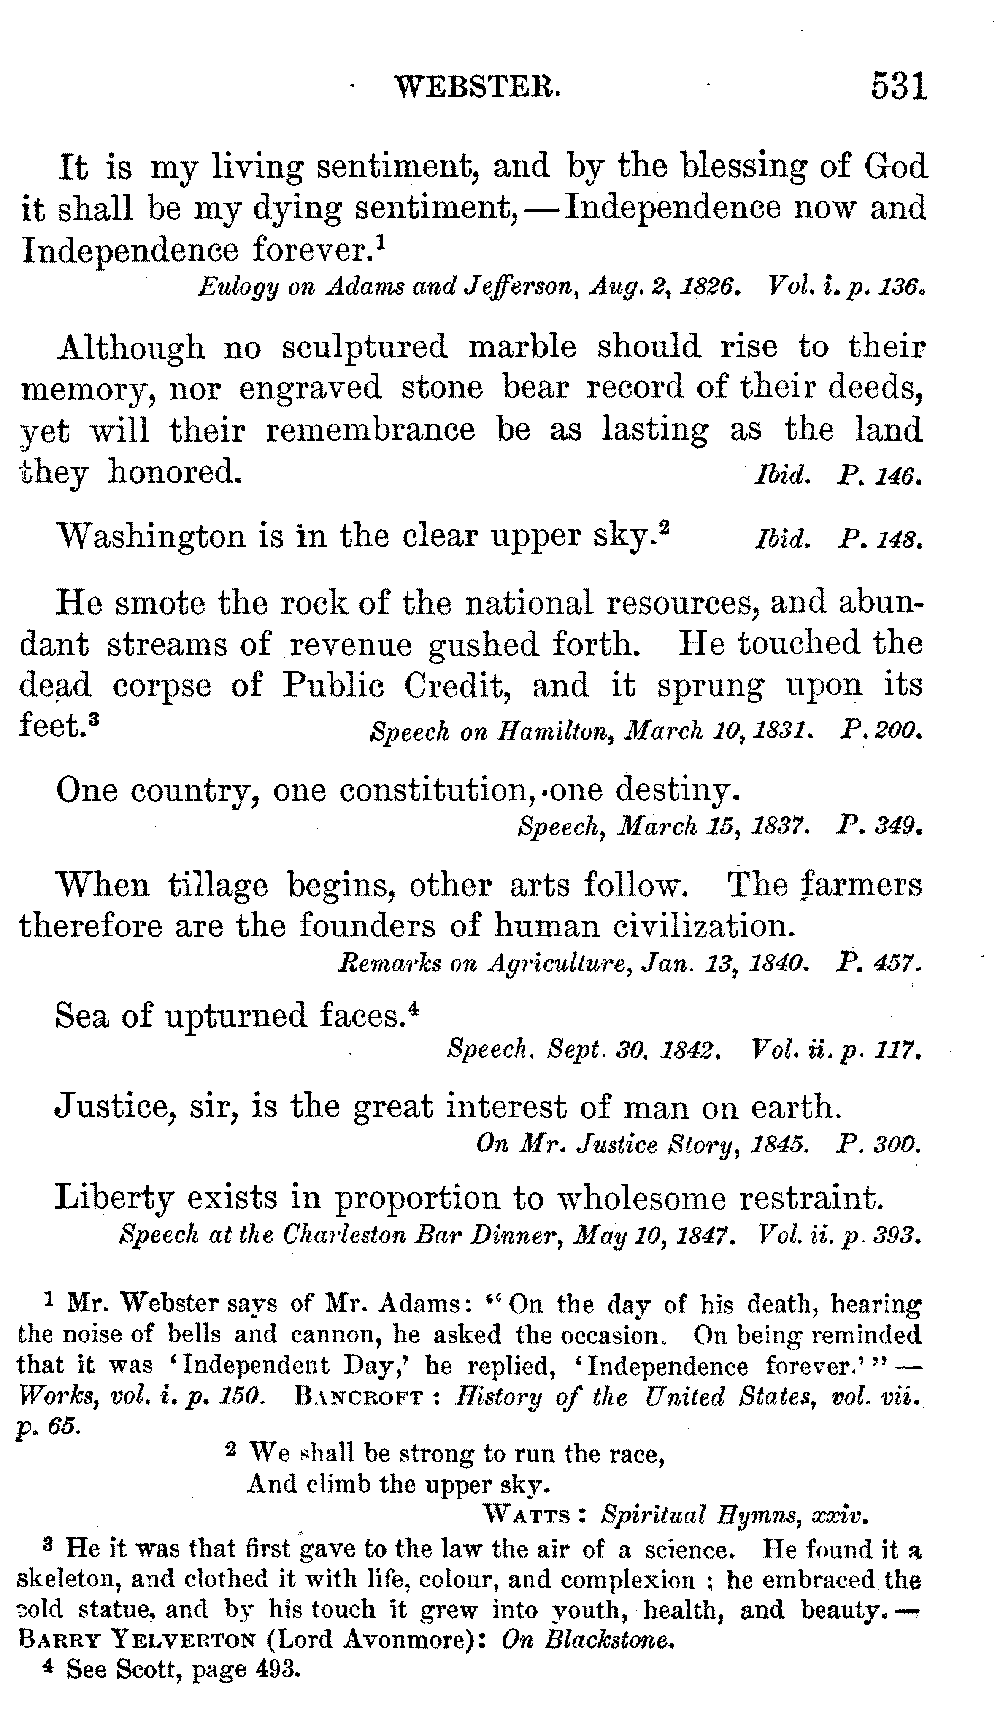 WEBSTER. 531
It is my living sentiment, and by the blessing of God
it shall be my dying sentiment,—Independence now and
Independence forever.¹
Eulogy on Adams and Jefferson, Aug. 2, 1826. Vol. i. p. 136.
Although no sculptured marble should rise to their
memory, nor engraved stone bear record of their deeds,
yet will their remembrance be as lasting as the land
they honored. Ibid. P. 146.
Washington is in the clear upper sky.² Ibid. P. 148.
He smote the rock of the national resources, and abun-
dant streams of revenue gushed forth. He touched the
dead corpse of Public Credit, and it sprung upon its
feet.³ Speech on Hamilton, March 10, 1831. P. 200.
One country, one constitution, one destiny.
Speech, March 15, 1837. P. 349.
When tillage begins, other arts follow. The farmers
therefore are the founders of human civilization.
Remarks on Agriculture, Jan. 13, 1840. P. 457.
Sea of upturned faces.⁴
Speech. Sept. 30. 1842. Vol. ii. p. 117.
Justice, sir, is the great interest of man on earth.
On Mr. Justice Story, 1845. P. 300.
Liberty exists in proportion to wholesome restraint.
Speech at the Charleston Bar Dinner, May 10, 1847. Vol. ii. p. 393.
¹ Mr. Webster says of Mr. Adams: “On the day of his death, hearing
the noise of bells and cannon, he asked the occasion. On being reminded
that it was ‘Independent Day,’ he replied, ‘Independence forever.’”—
Works, vol. i. p. 150. BANCROFT: History of the United States, vol. vii.
p. 65.
² We shall be strong to run the race,
And climb the upper sky.
WATTS: Spiritual Hymns, xxiv.
³ He it was that first gave to the law the air of a science. He found it a
skeleton, and clothed it with life, colour, and complexion; he embraced the
cold statue, and by his touch it grew into youth, health, and beauty.—
BARRY YELVERTON (Lord Avonmore): On Blackstone.
⁴ See Scott, page 493.